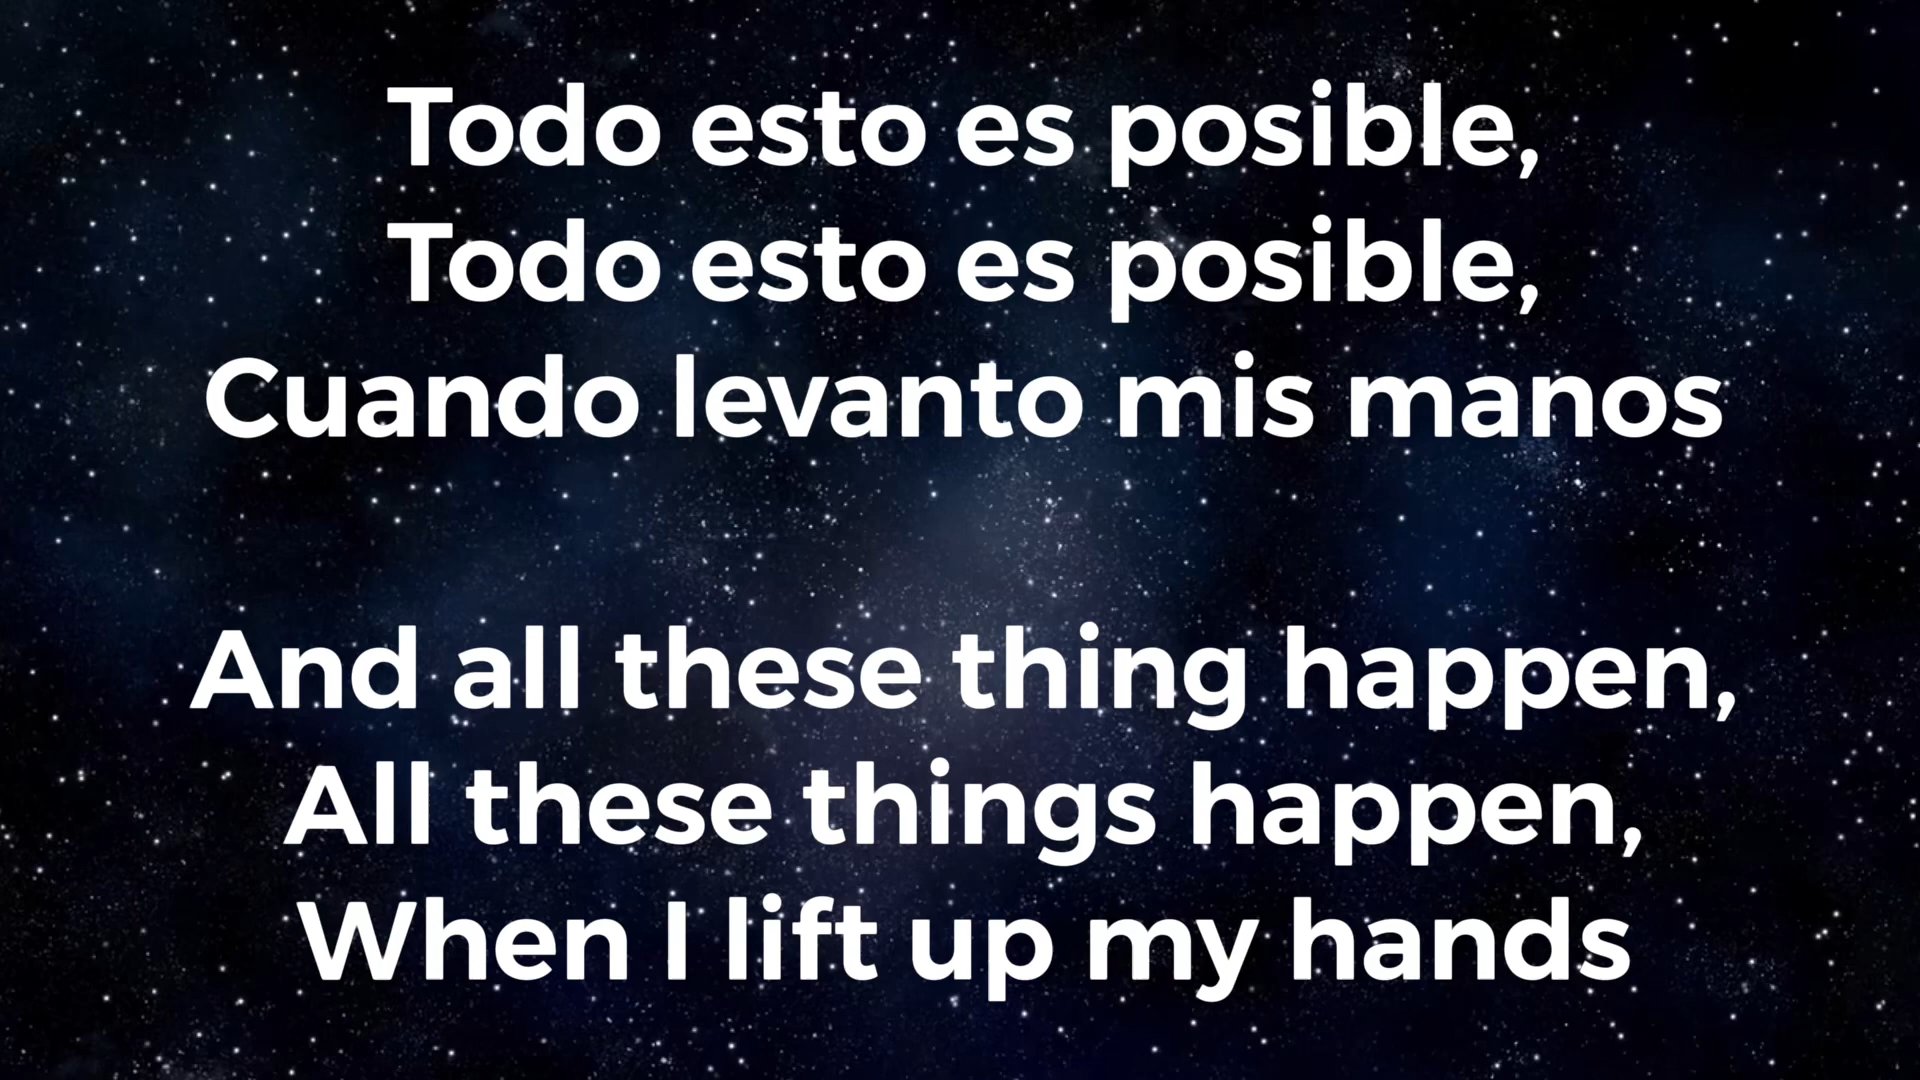 Todo esto es posible,
Todo esto es posible,
Cuando levanto mis manos
And all these thing happen,
All these things happen,
When I lift up my hands